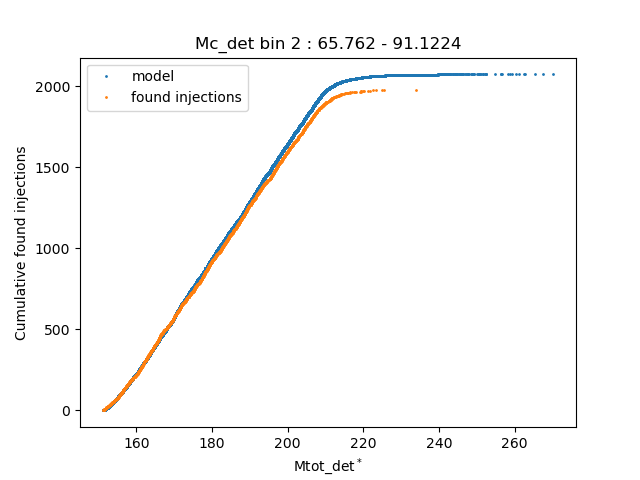 Mc_det bin 2 : 65.762 - 91.1224
model
found injections
2000
1500
1000
500
0
Cumulative found injections
160 180 200 220 240 260
Mtot_det*